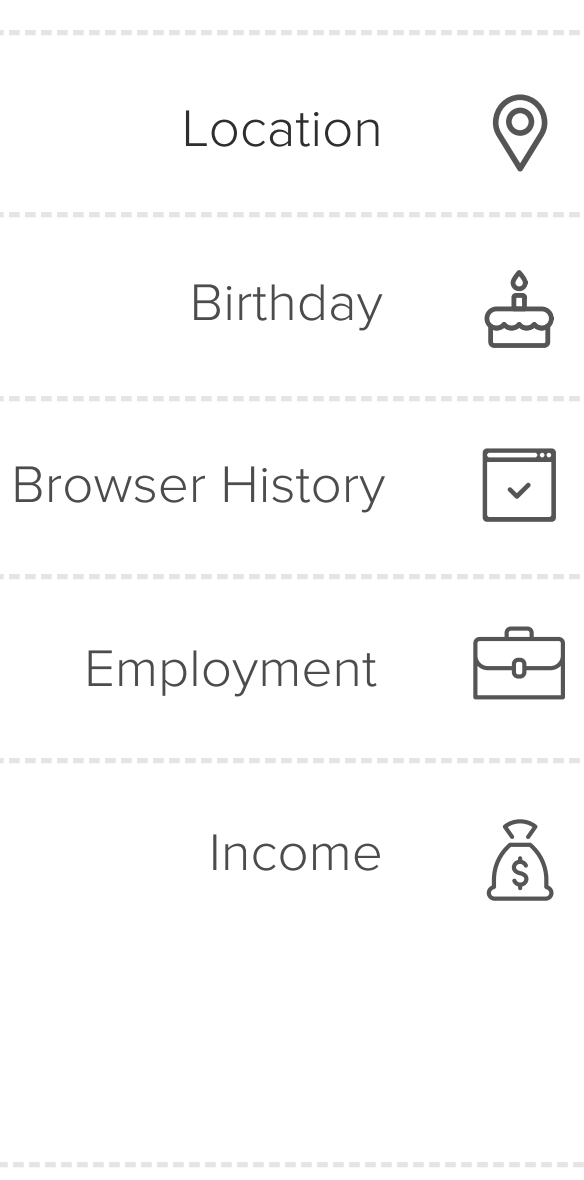 Location
Birthday
Browser History
Employment
Income
$